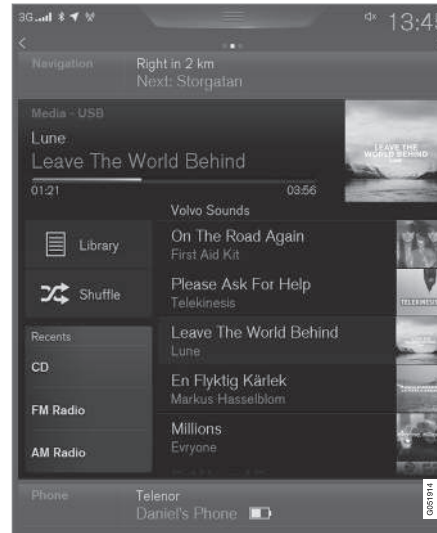 3G
13:45
Navigation
Right in 2 km
Next: Storgatan
Media - USB
Lune
Leave The World Behind
LEAVE THE
WORLD BEHIND
LUNE
01:21
03:56
Volvo Sounds
Library
On The Road Again
First Aid Kit
Shuffle
Please Ask For Help
Telekinesis
TELEKINESIS
Recents
Leave The World Behind
Lune
CD
En Flyktig Kärlek
Markus Hasselblom
FM Radio
Millions
Evryone
AM Radio
Phone
Telenor
Daniel's Phone
G051914